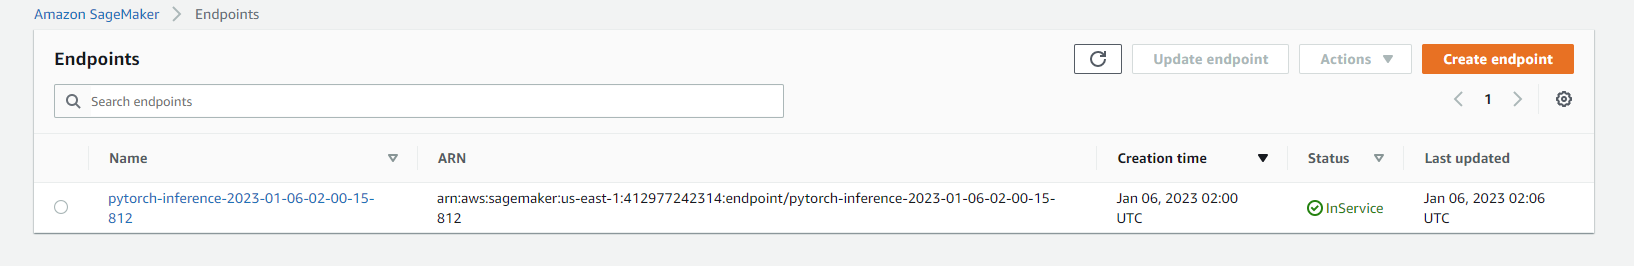 Amazon SageMaker > Endpoints
Endpoints
Update endpoint
Actions
Create endpoint
Search endpoints
1
Name ARN Creation time Status Last updated
pytorch-inference-2023-01-06-02-00-15- arn:aws:sagemaker:us-east-1:412977242314:endpoint/pytorch-inference-2023-01-06-02-00-15- Jan 06, 2023 02:00 InService Jan 06, 2023 02:06
812 812 UTC UTC